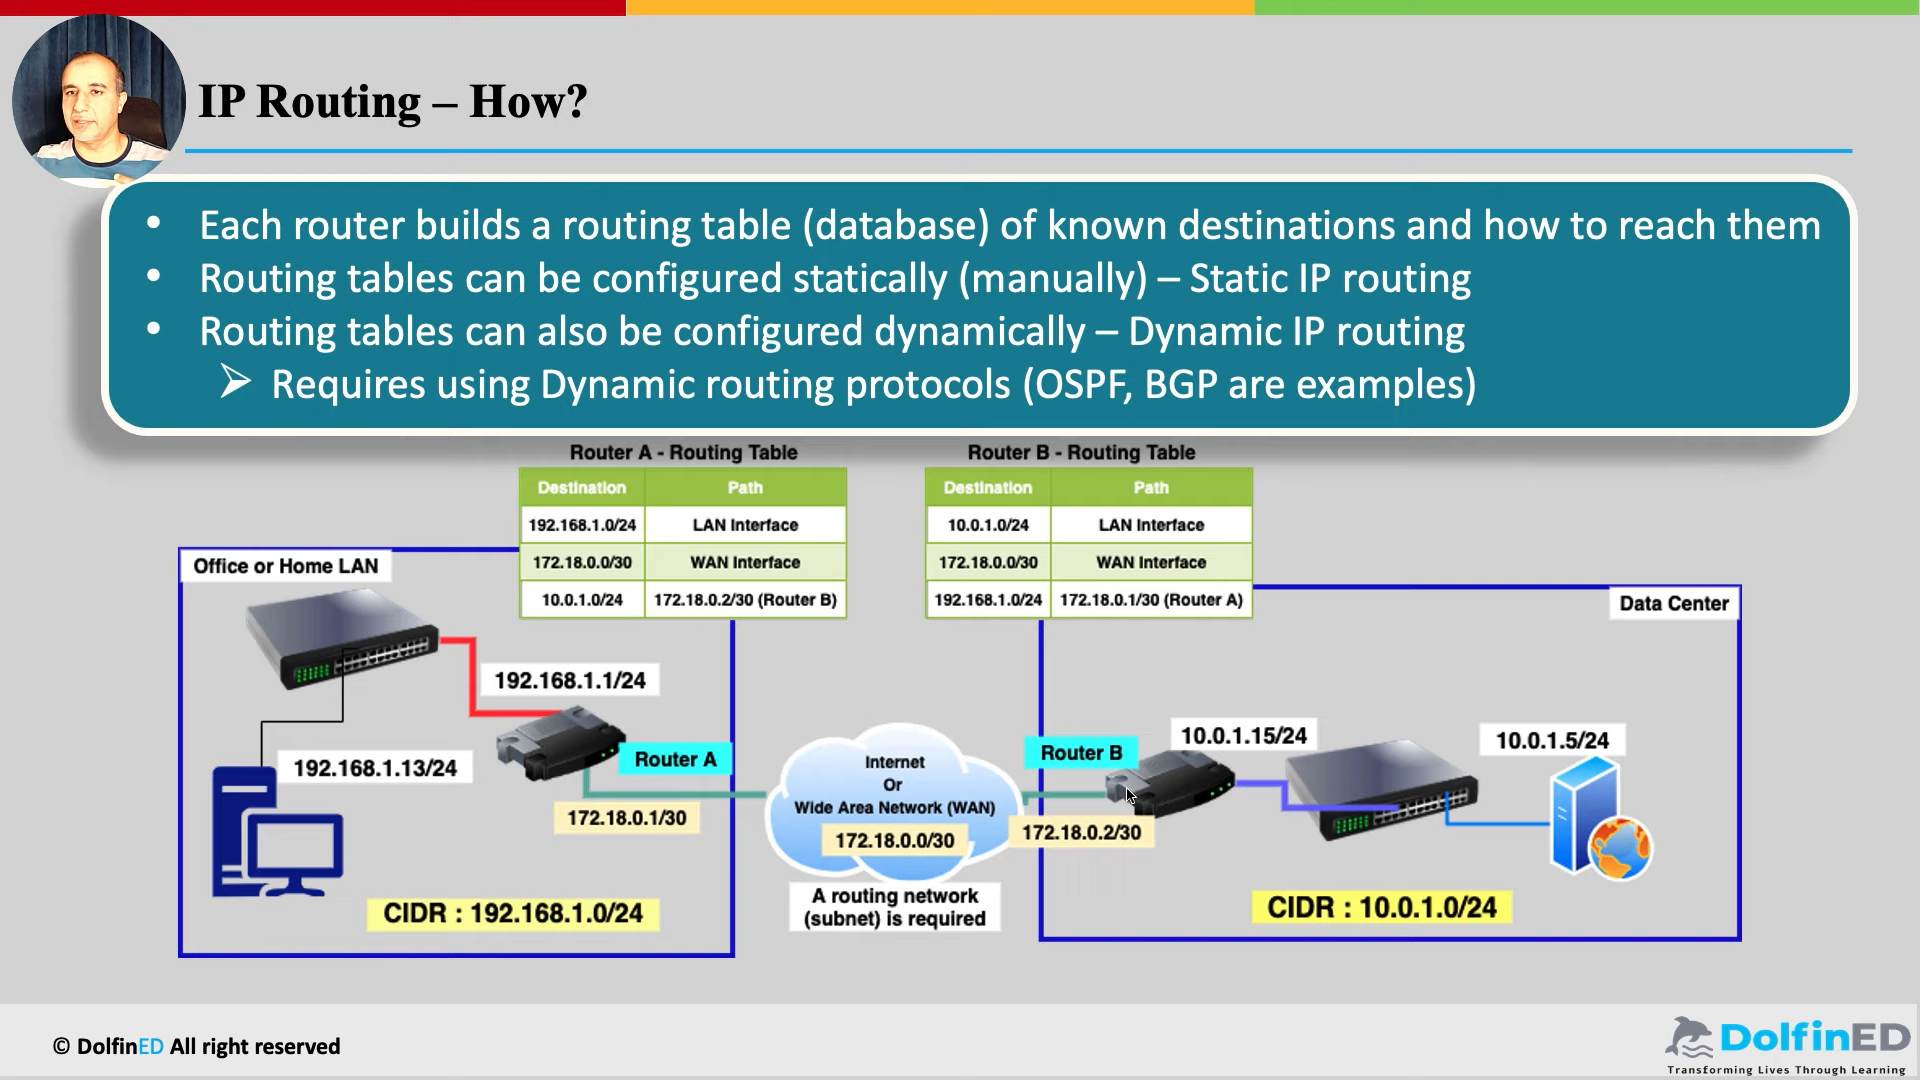 IP Routing – How?
• Each router builds a routing table (database) of known destinations and how to reach them
• Routing tables can be configured statically (manually) – Static IP routing
• Routing tables can also be configured dynamically – Dynamic IP routing
➢ Requires using Dynamic routing protocols (OSPF, BGP are examples)
Router A - Routing Table
Destination Path
192.168.1.0/24 LAN Interface
172.18.0.0/30 WAN Interface
10.0.1.0/24 172.18.0.2/30 (Router B)
Router B - Routing Table
Destination Path
10.0.1.0/24 LAN Interface
172.18.0.0/30 WAN Interface
192.168.1.0/24 172.18.0.1/30 (Router A)
Office or Home LAN
192.168.1.1/24
Router A
192.168.1.13/24
172.18.0.1/30
CIDR : 192.168.1.0/24
Internet
Or
Wide Area Network (WAN)
172.18.0.0/30
A routing network
(subnet) is required
Data Center
Router B
10.0.1.15/24
10.0.1.5/24
172.18.0.2/30
CIDR : 10.0.1.0/24
© DolfinED All right reserved
DolfinED
Transforming Lives Through Learning